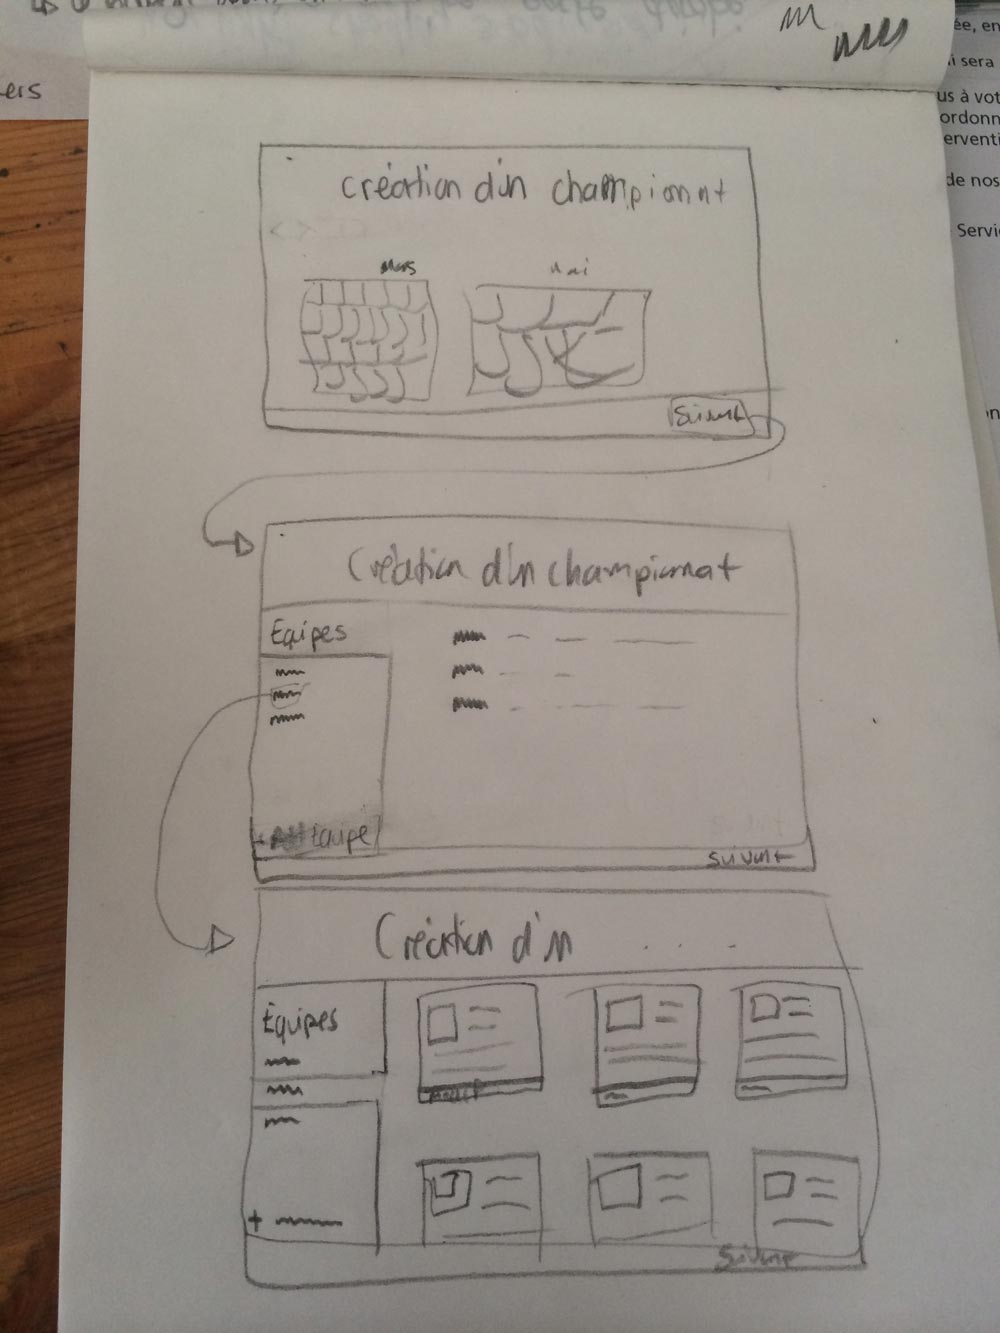 ers
ée, en
i sera
us à vot
ordonn
erventi
de nos
Servi
Création d'un championnt
Mars
Mai
Suivant
Création d'un championnat
Equipes
Equipe
suivant
Création d'un . . .
Équipes
+
Suivant